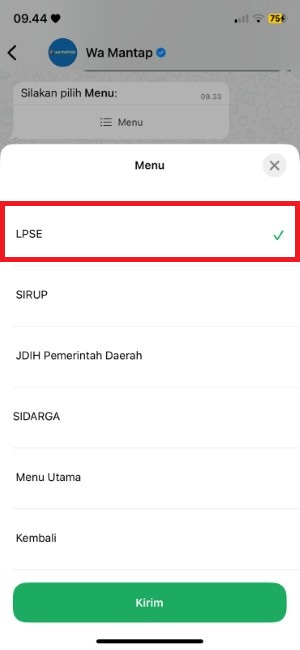 09.44
75
Wa Mantap
Silakan pilih Menu:
09.33
Menu
Menu
LPSE
SIRUP
JDIH Pemerintah Daerah
SIDARGA
Menu Utama
Kembali
Kirim